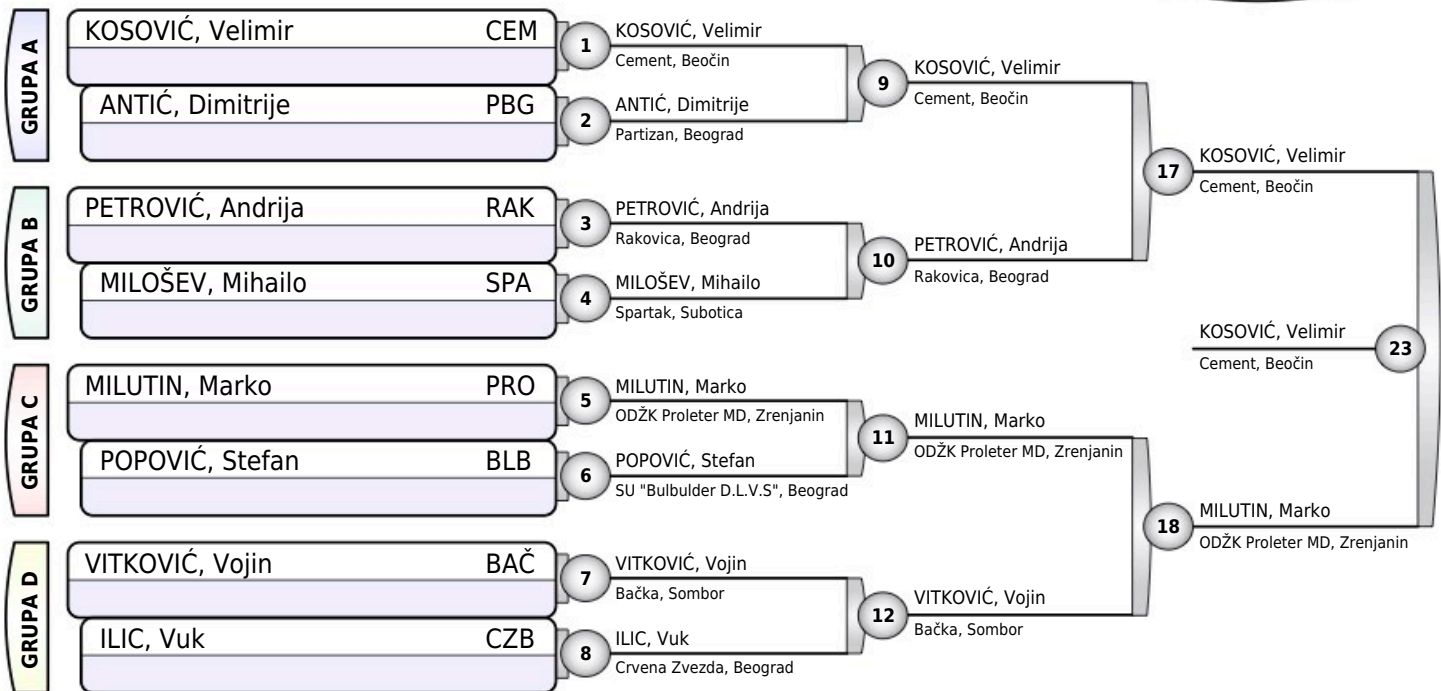 GRUPA A
KOSOVIĆ, Velimir CEM
ANTIĆ, Dimitrije PBG
GRUPA B
PETROVIĆ, Andrija RAK
MILOŠEV, Mihailo SPA
GRUPA C
MILUTIN, Marko PRO
POPOVIĆ, Stefan BLB
GRUPA D
VITKOVIĆ, Vojin BAČ
ILIC, Vuk CZB
1
KOSOVIĆ, Velimir
Cement, Beočin
2
ANTIĆ, Dimitrije
Partizan, Beograd
3
PETROVIĆ, Andrija
Rakovica, Beograd
4
MILOŠEV, Mihailo
Spartak, Subotica
5
MILUTIN, Marko
ODŽK Proleter MD, Zrenjanin
6
POPOVIĆ, Stefan
SU "Bulbulder D.L.V.S", Beograd
7
VITKOVIĆ, Vojin
Bačka, Sombor
8
ILIC, Vuk
Crvena Zvezda, Beograd
9
KOSOVIĆ, Velimir
Cement, Beočin
10
PETROVIĆ, Andrija
Rakovica, Beograd
11
MILUTIN, Marko
ODŽK Proleter MD, Zrenjanin
12
VITKOVIĆ, Vojin
Bačka, Sombor
17
KOSOVIĆ, Velimir
Cement, Beočin
18
MILUTIN, Marko
ODŽK Proleter MD, Zrenjanin
KOSOVIĆ, Velimir
Cement, Beočin
23